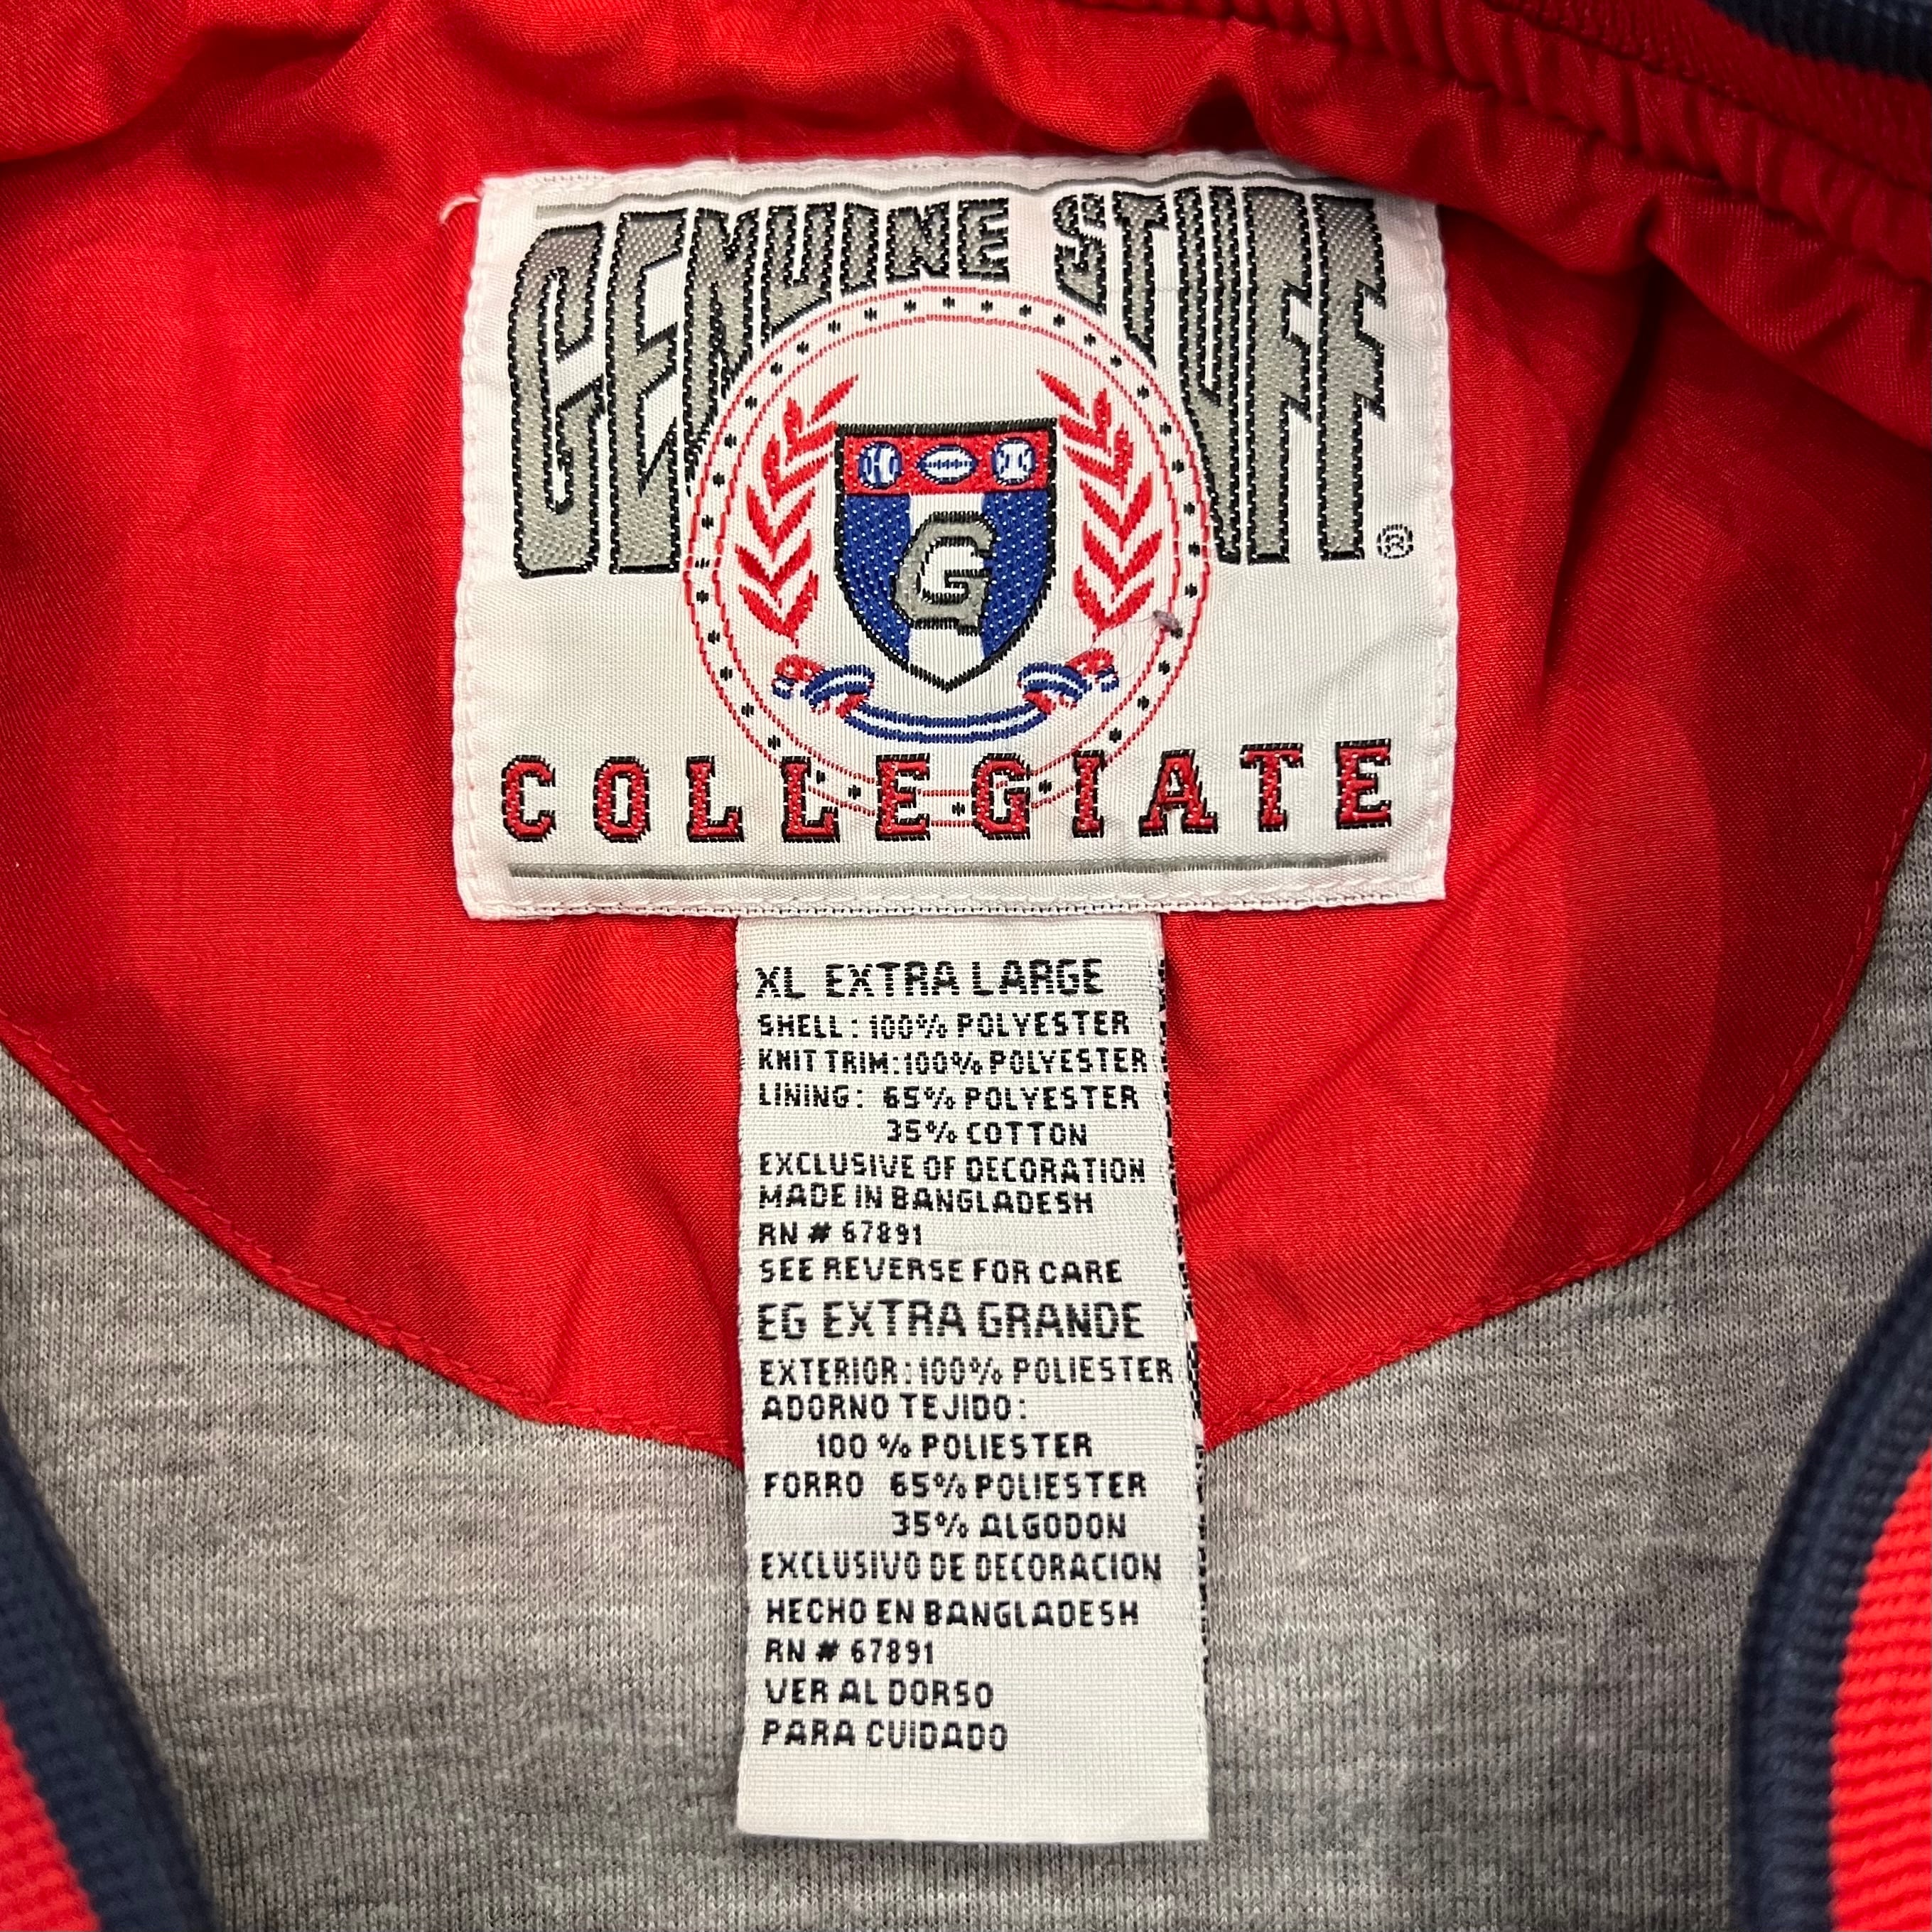 GENUINE STUFF ®
G
COLLEGIATE
XL EXTRA LARGE
SHELL: 100% POLYESTER
KNIT TRIM: 100% POLYESTER
LINING: 65% POLYESTER
35% COTTON
EXCLUSIVE OF DECORATION
MADE IN BANGLADESH
RN # 67891
SEE REVERSE FOR CARE
EG EXTRA GRANDE
EXTERIOR: 100% POLIESTER
ADORNO TEJIDO:
100 % POLIESTER
FORRO 65% POLIESTER
35% ALGODON
EXCLUSIVO DE DECORACION
HECHO EN BANGLADESH
RN # 67891
VER AL DORSO
PARA CUIDADO